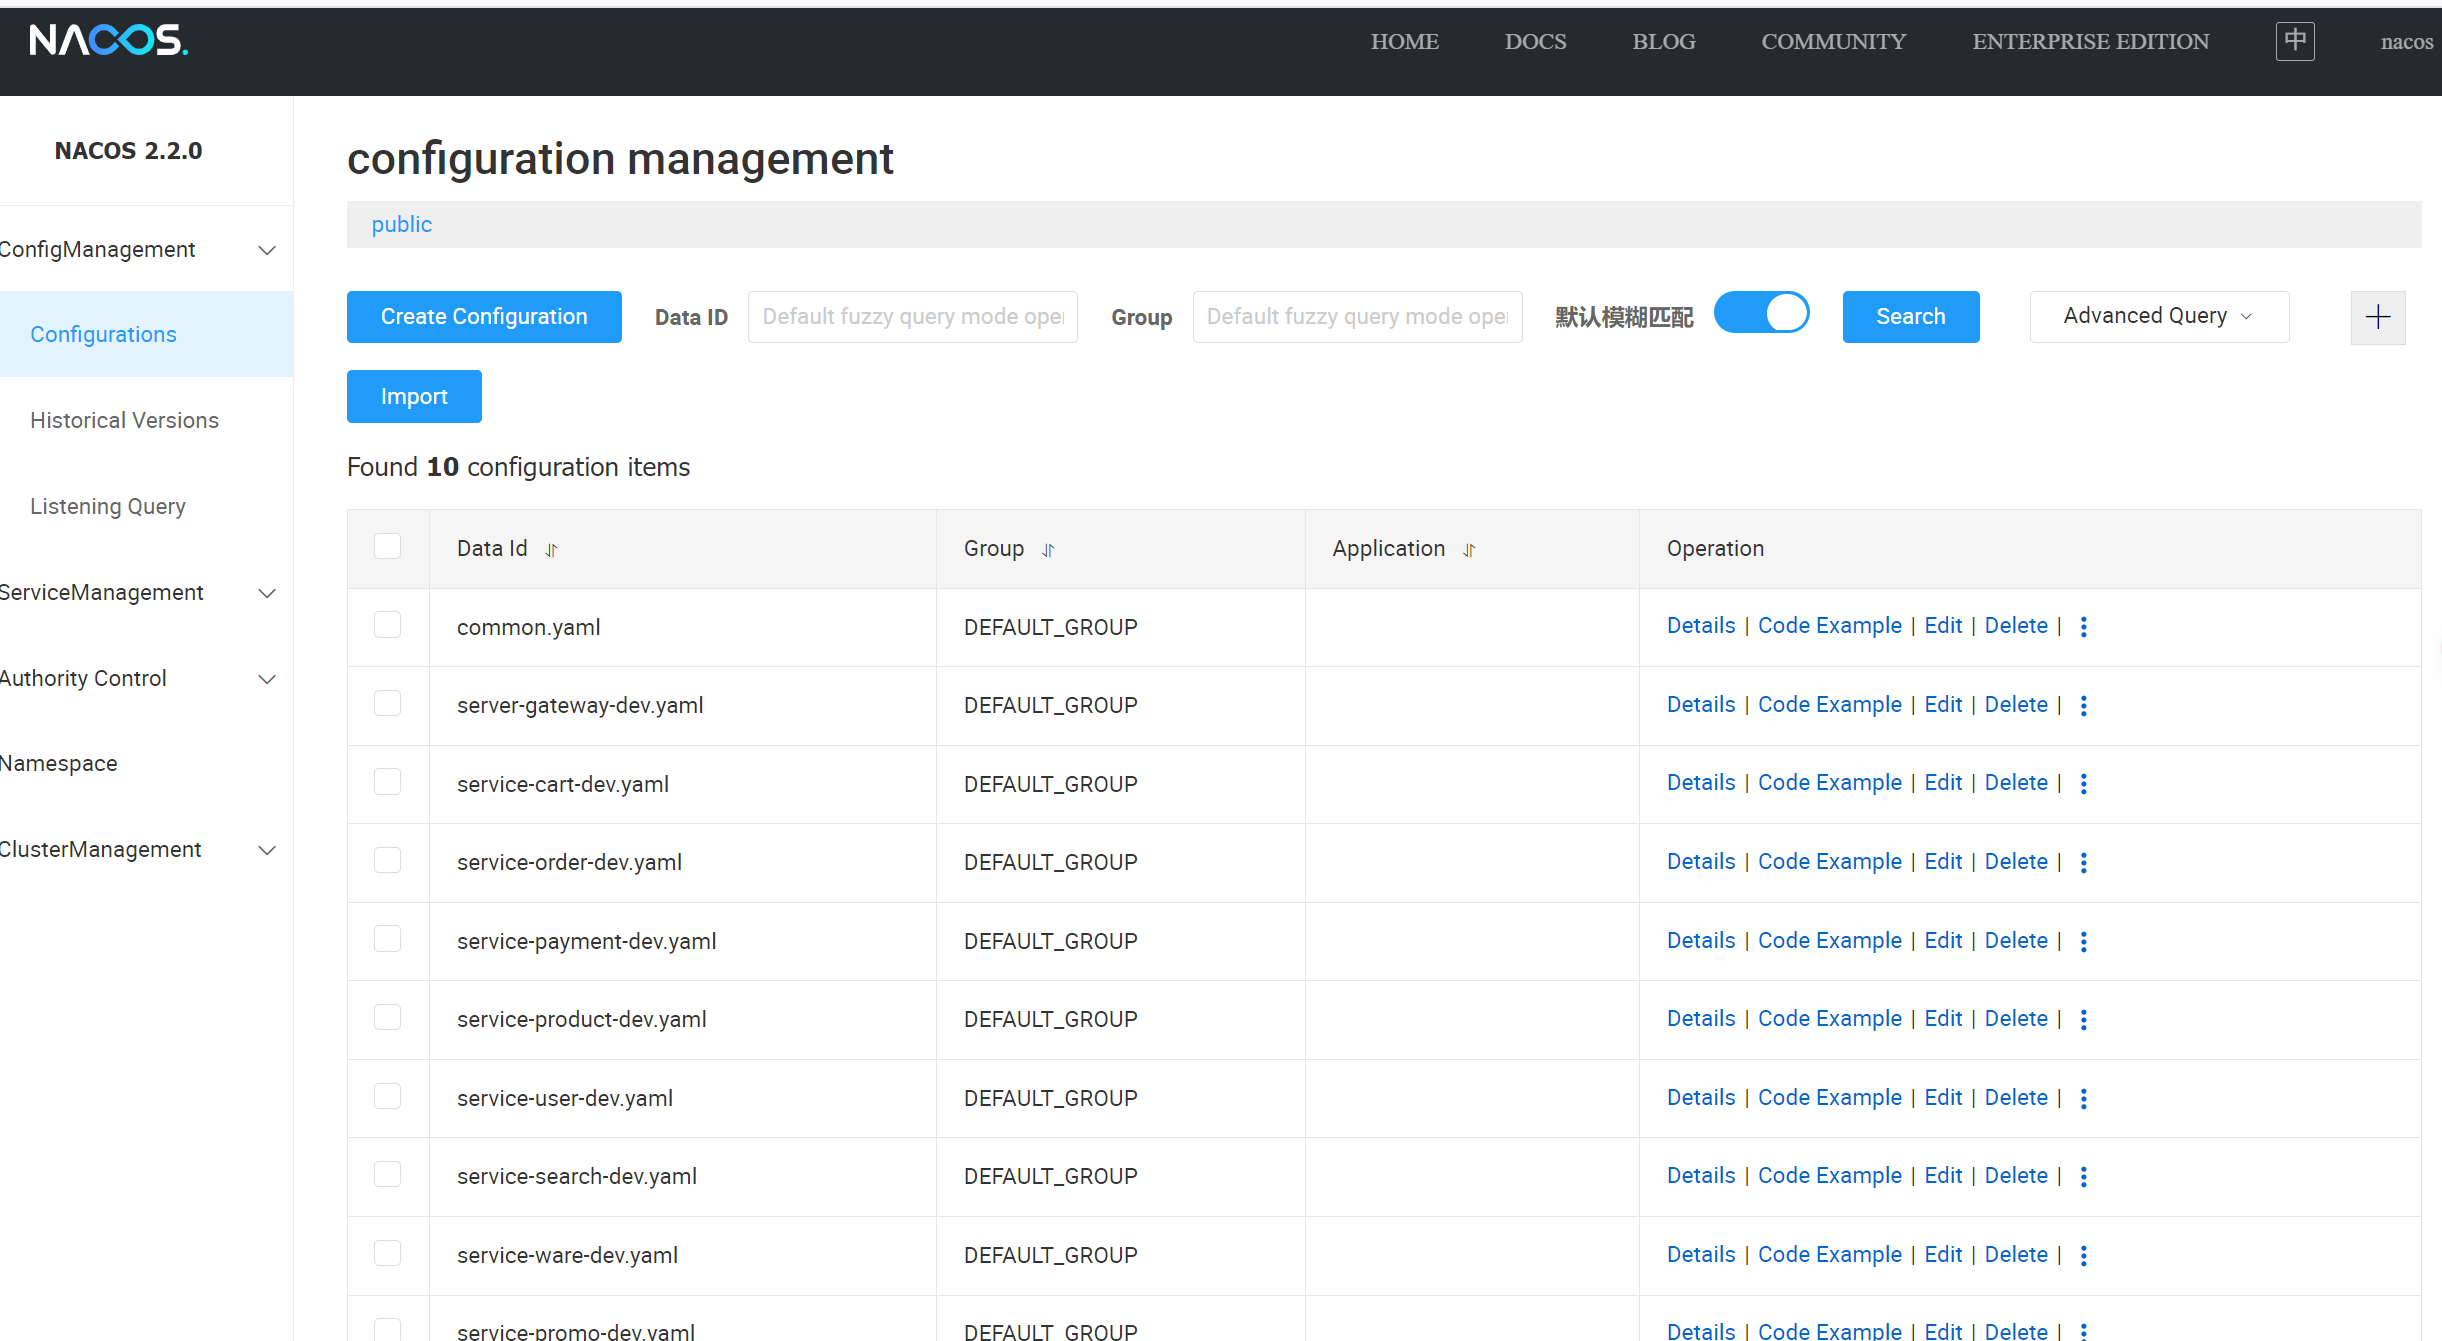 NACOS.
HOME DOCS BLOG COMMUNITY ENTERPRISE EDITION 中 nacos
NACOS 2.2.0
ConfigManagement
Configurations
Historical Versions
Listening Query
ServiceManagement
Authority Control
Namespace
ClusterManagement
configuration management
public
Create Configuration Data ID Default fuzzy query mode ope Group Default fuzzy query mode ope 默认模糊匹配 Search Advanced Query
Import
Found 10 configuration items
Data Id Group Application Operation
common.yaml DEFAULT_GROUP Details | Code Example | Edit | Delete |
server-gateway-dev.yaml DEFAULT_GROUP Details | Code Example | Edit | Delete |
service-cart-dev.yaml DEFAULT_GROUP Details | Code Example | Edit | Delete |
service-order-dev.yaml DEFAULT_GROUP Details | Code Example | Edit | Delete |
service-payment-dev.yaml DEFAULT_GROUP Details | Code Example | Edit | Delete |
service-product-dev.yaml DEFAULT_GROUP Details | Code Example | Edit | Delete |
service-user-dev.yaml DEFAULT_GROUP Details | Code Example | Edit | Delete |
service-search-dev.yaml DEFAULT_GROUP Details | Code Example | Edit | Delete |
service-ware-dev.yaml DEFAULT_GROUP Details | Code Example | Edit | Delete |
service-promo-dev.yaml DEFAULT_GROUP Details | Code Example | Edit | Delete |